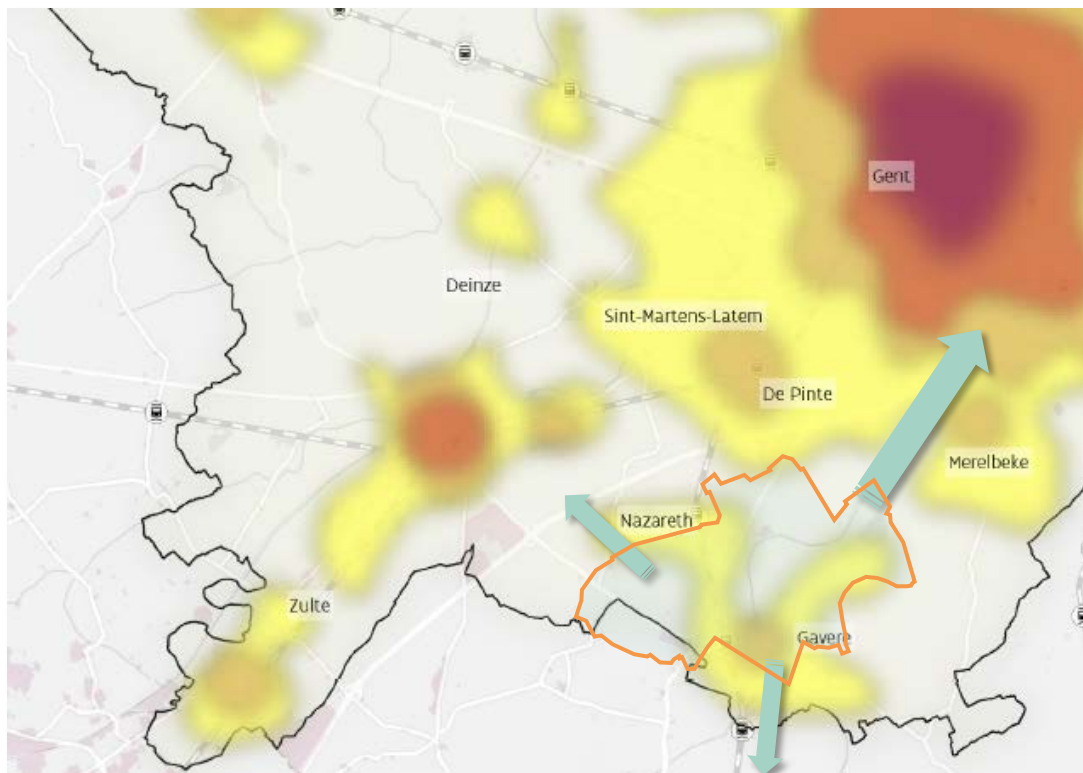 Gent
Deinze
Sint-Martens-Latem
De Pinte
Merelbeke
Nazareth
Zulte
Gavere